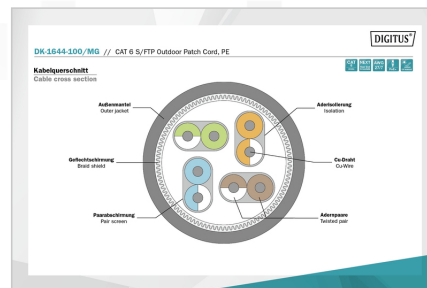 DIGITUS®
DK-1644-100/MG // CAT 6 S/FTP Outdoor Patch Cord, PE
Kabelquerschnitt
Cable cross section
Außenmantel
Outer jacket
Aderisolierung
Isolation
Geflechtschirmung
Braid shield
Cu-Draht
Cu-Wire
Paarabschirmung
Pair screen
Adernpaare
Twisted pair